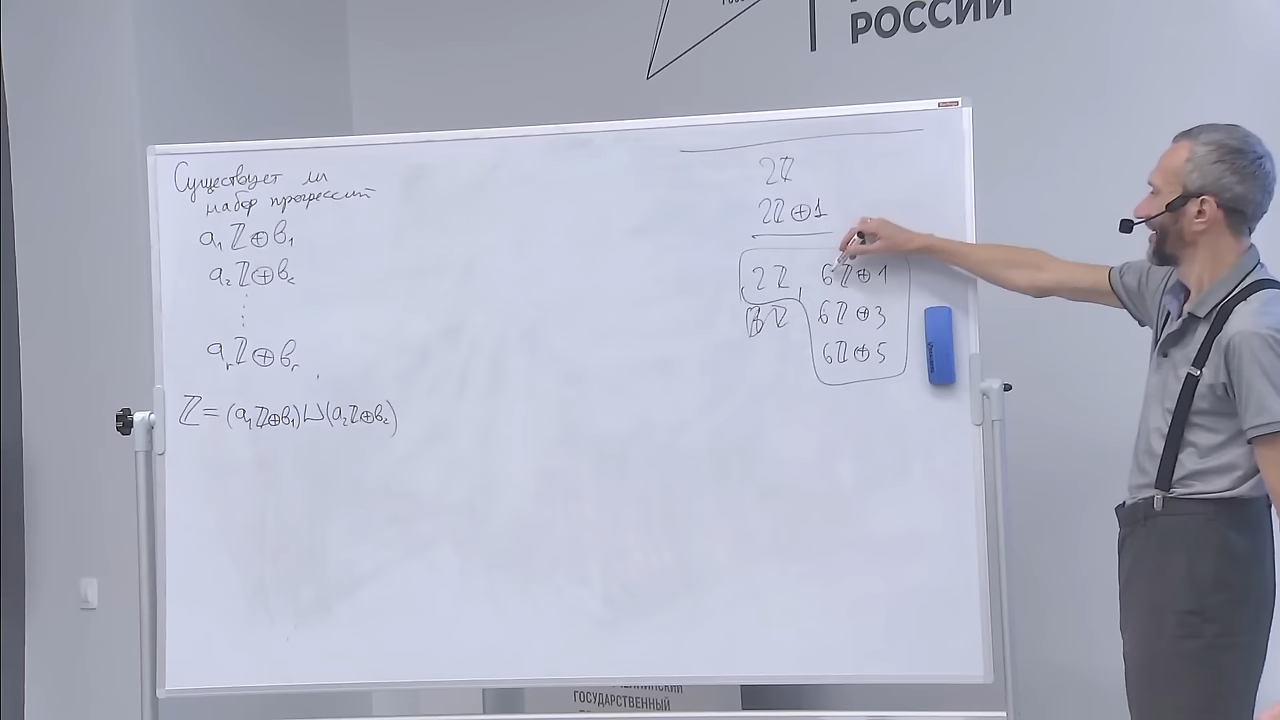 РОССИИ
Существует ли
набор прогрессий
a₁ℤ⊕b₁
a₂ℤ⊕b₂
⋮
aᵣℤ⊕bᵣ
ℤ=(a₁ℤ⊕b₁)⊔(a₂ℤ⊕b₂)
2ℤ
2ℤ⊕1
2ℤ, 6ℤ⊕1
6ℤ⊕3
6ℤ⊕5
ГОСУДАРСТВЕННЫЙ